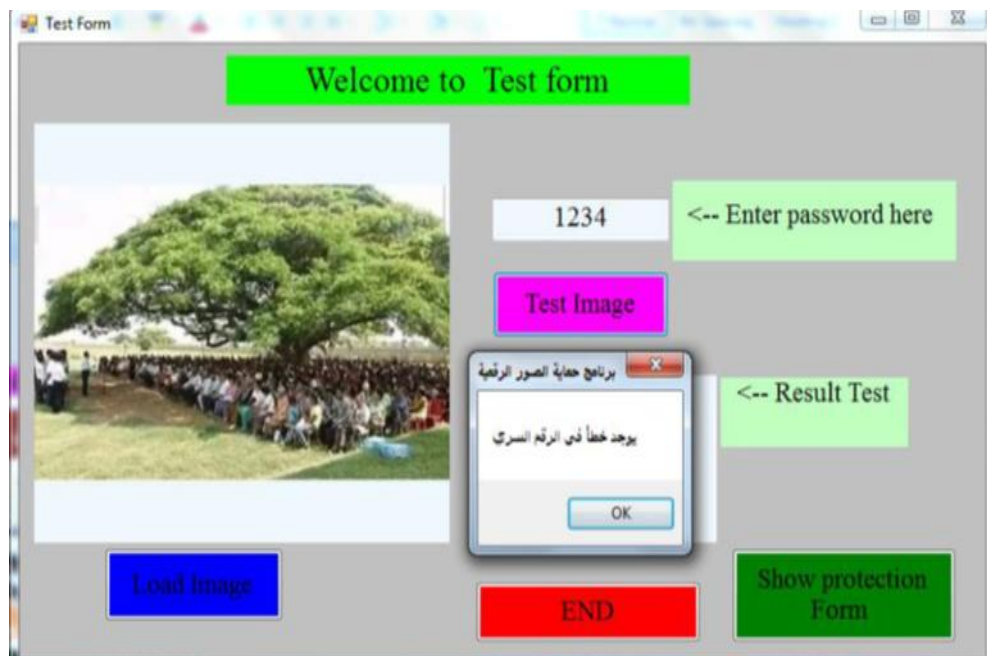 Test Form
Welcome to Test form
1234
<-- Enter password here
Test Image
برنامج حماية الصور الرقمية
يوجد خطأ في الرقم السري
OK
<-- Result Test
Load Image
END
Show protection
Form